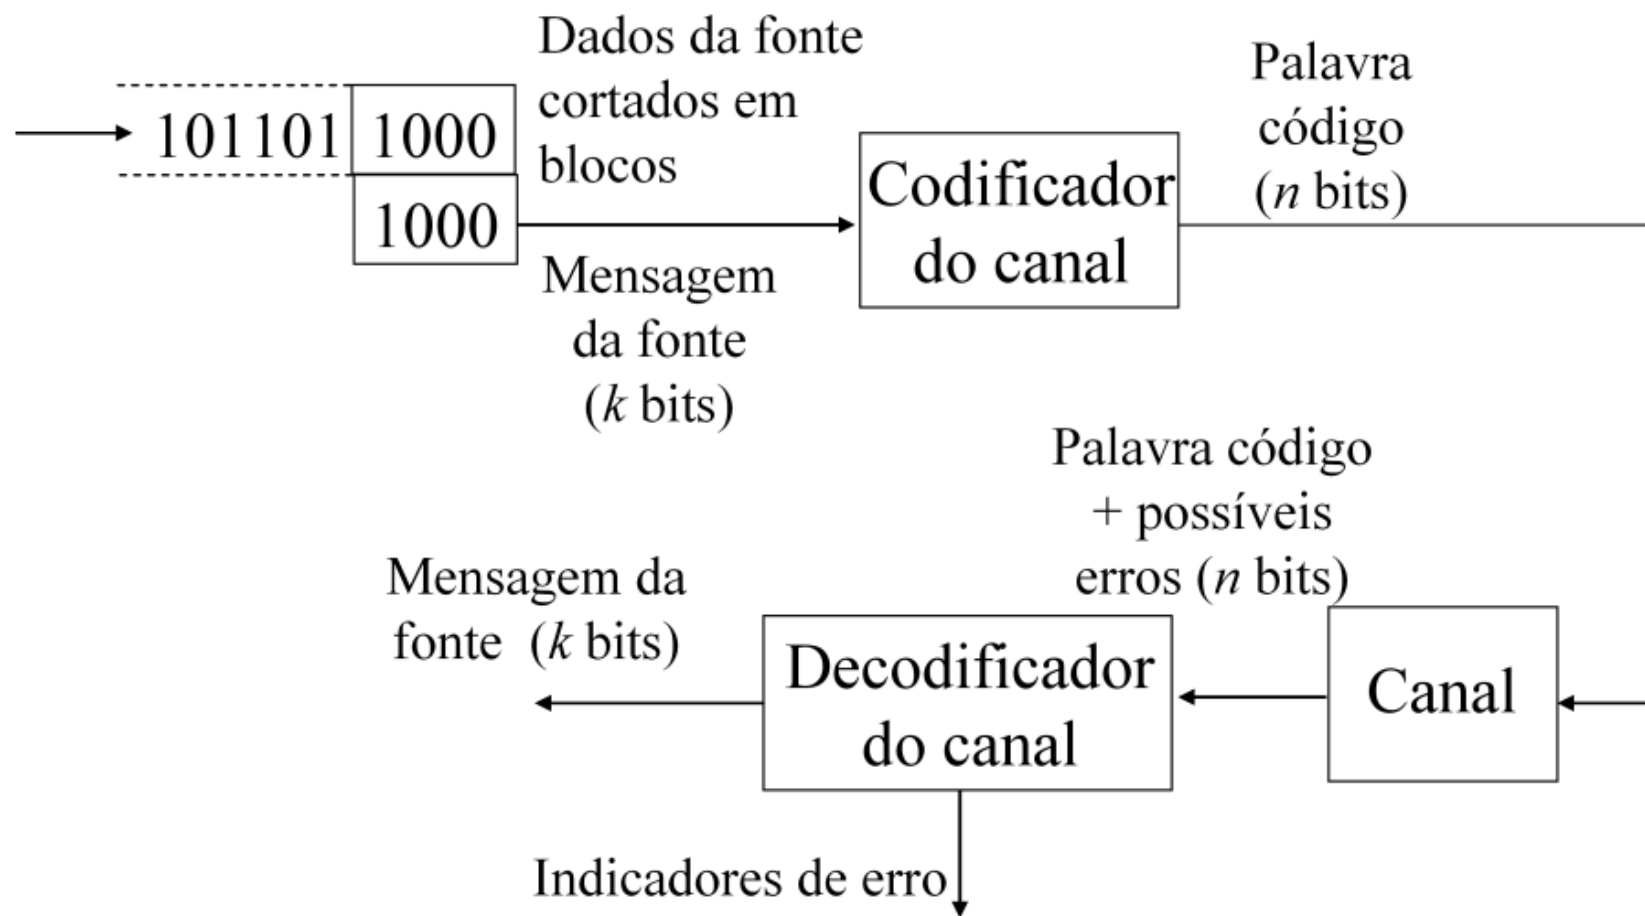 Dados da fonte
cortados em
blocos
101101 1000
1000
Mensagem
da fonte
(k bits)
Codificador
do canal
Palavra
código
(n bits)
Palavra código
+ possíveis
erros (n bits)
Canal
Decodificador
do canal
Mensagem da
fonte (k bits)
Indicadores de erro